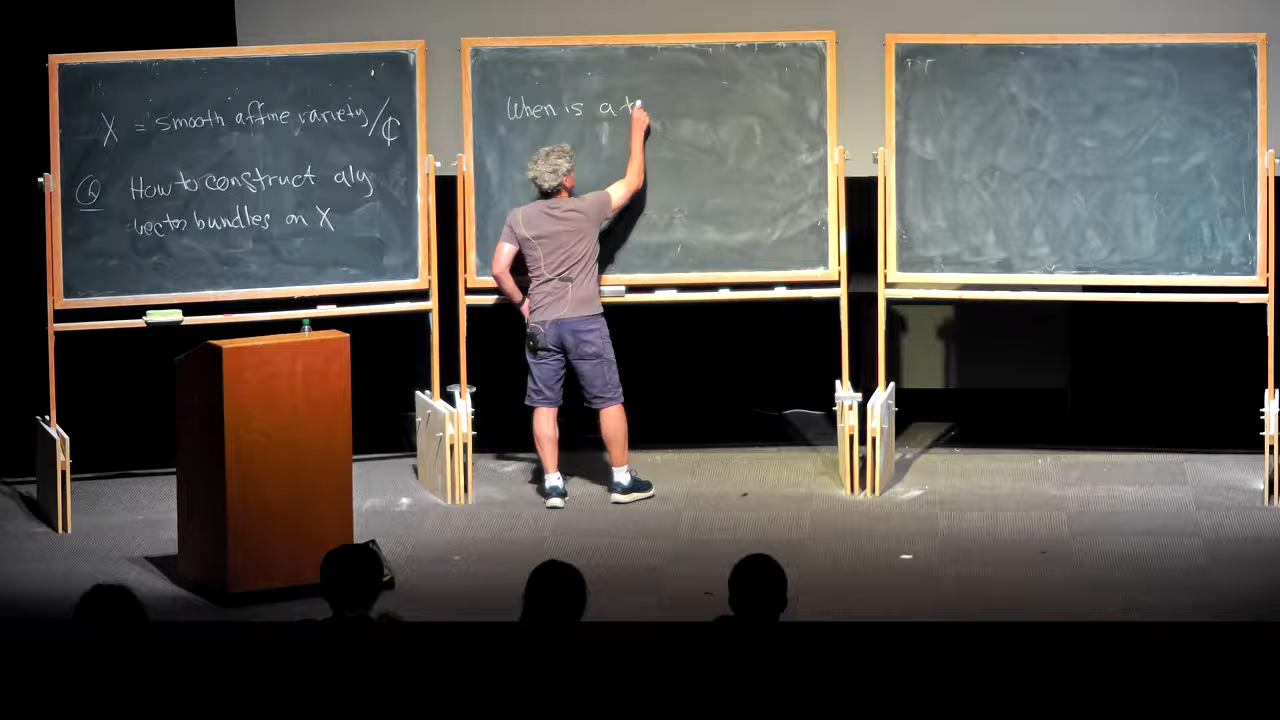 X = smooth affine variety/ℂ
Q How to construct alg
vector bundles on X
When is a t